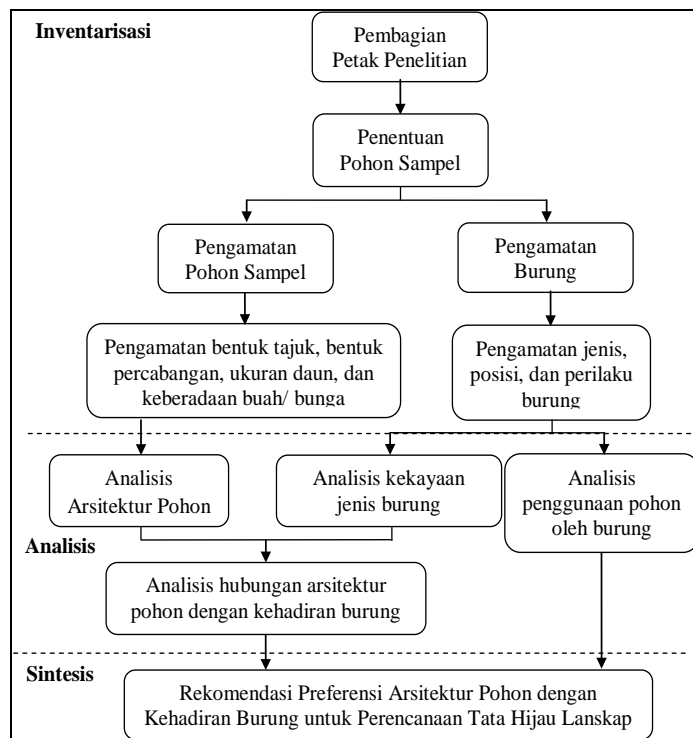 Inventarisasi
Pembagian
Petak Penelitian
Penentuan
Pohon Sampel
Pengamatan
Pohon Sampel
Pengamatan
Burung
Pengamatan bentuk tajuk, bentuk
percabangan, ukuran daun, dan
keberadaan buah/ bunga
Pengamatan jenis,
posisi, dan perilaku
burung
Analisis
Arsitektur Pohon
Analisis kekayaan
jenis burung
Analisis
penggunaan pohon
oleh burung
Analisis
Analisis hubungan arsitektur
pohon dengan kehadiran burung
Sintesis
Rekomendasi Preferensi Arsitektur Pohon dengan
Kehadiran Burung untuk Perencanaan Tata Hijau Lanskap